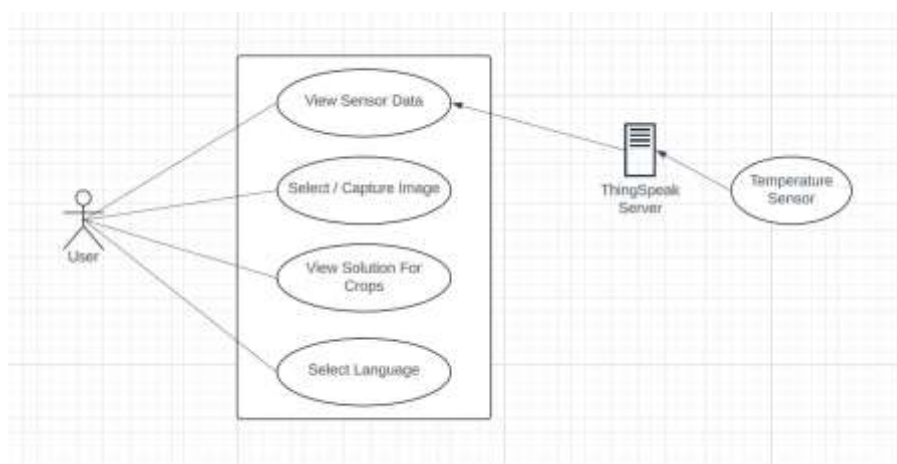 View Sensor Data
Select / Capture Image
View Solution For
Crops
Select Language
User
ThingSpeak
Server
Temperature
Sensor